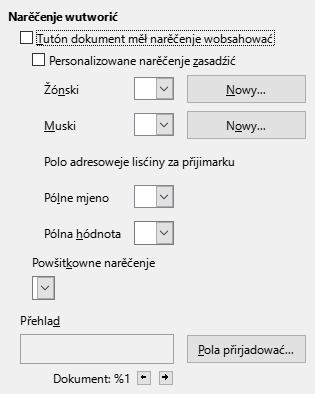 Narěčenje wutworić
Tutón dokument měł narěčenje wobsahować
Personalizowane narěčenje zasadźić
Žónski
Nowy...
Muski
Nowy...
Polo adresoweje lisćiny za přijimarku
Pólne mjeno
Pólna hódnota
Powšitkowne narěčenje
Přehlad
Pola přirjadować...
Dokument: %1